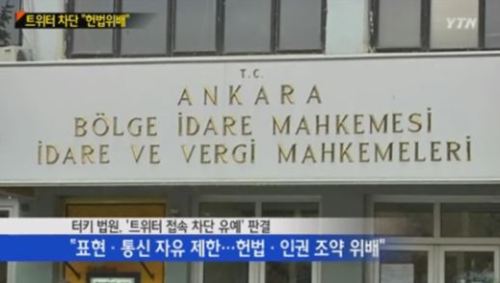 트위터 차단 "헌법위배"
YTN
T.C.
ANKARA
BÖLGE İDARE MAHKEMESİ
İDARE VE VERGİ MAHKEMELERİ
터키 법원, '트위터 접속 차단 유예' 판결
"표현·통신 자유 제한…헌법·인권 조약 위배"